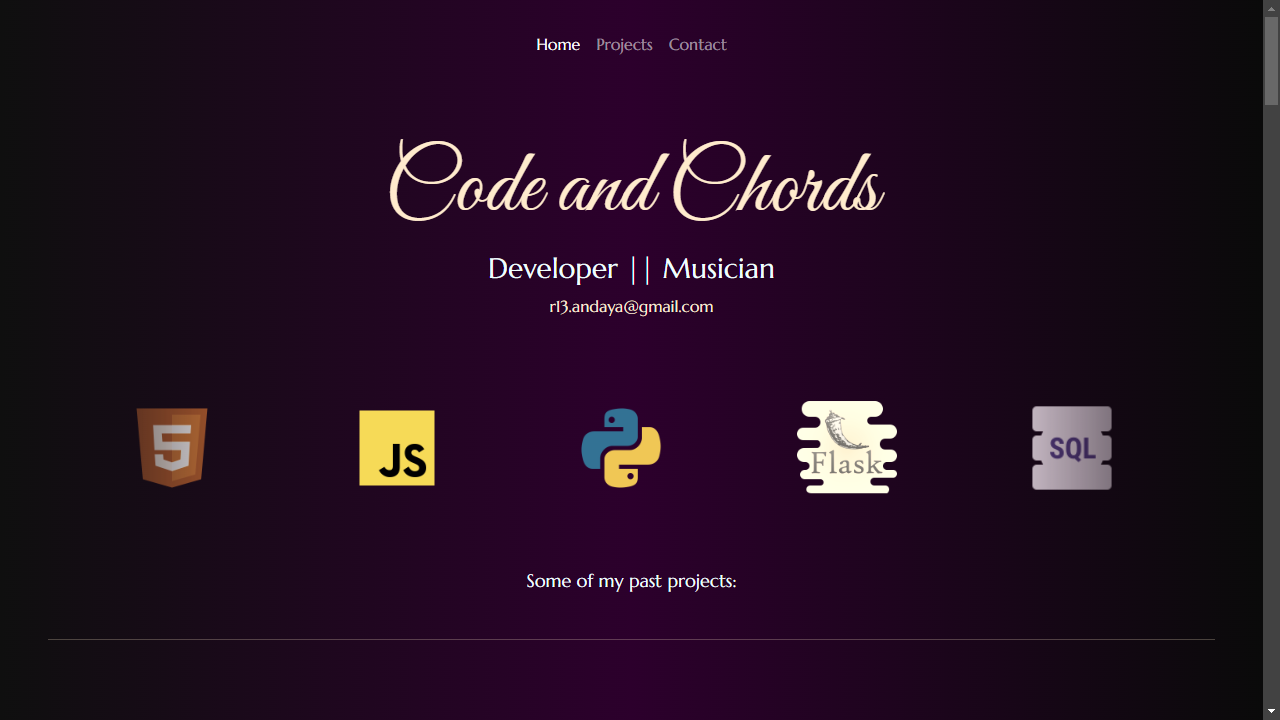 Home Projects Contact
Code and Chords
Developer || Musician
r13.andaya@gmail.com
5 JS Flask SQL
Some of my past projects: